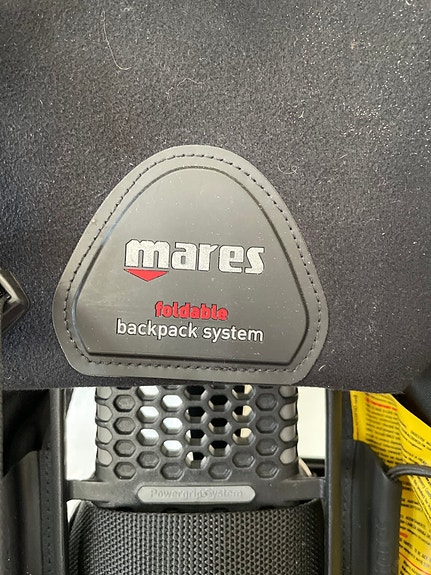 mares
foldable
backpack system
PowergripSystem